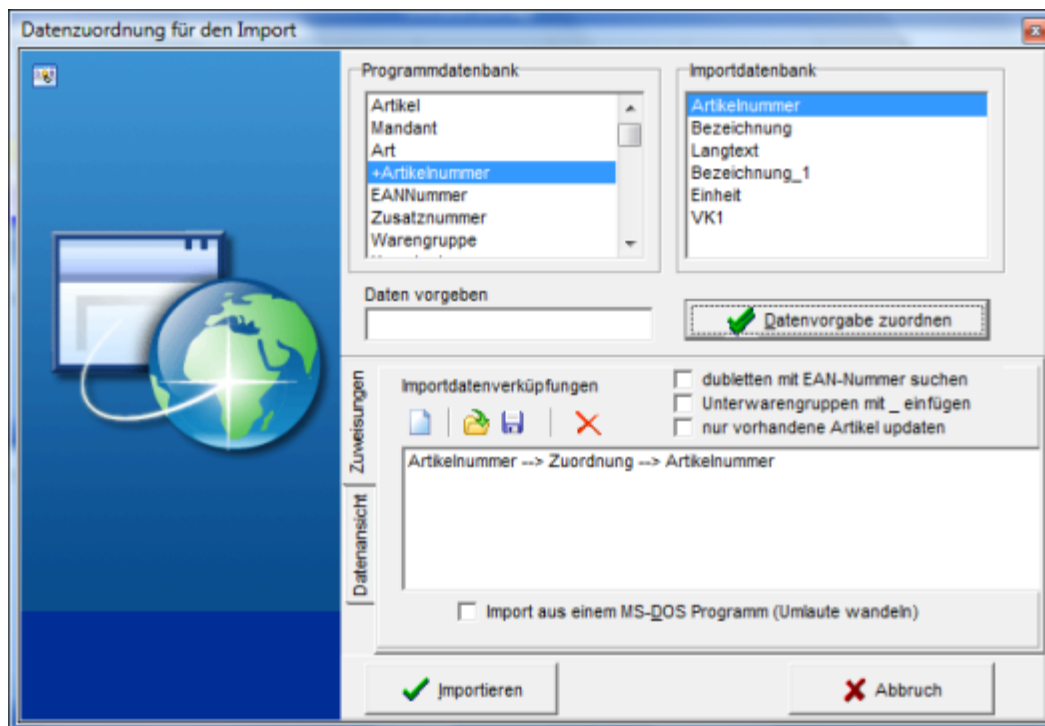 Datenzuordnung für den Import
Programmdatenbank
Artikel
Mandant
Art
+Artikelnummer
EANNummer
Zusatznummer
Warengruppe
Importdatenbank
Artikelnummer
Bezeichnung
Langtext
Bezeichnung_1
Einheit
VK1
Daten vorgeben
Datenvorgabe zuordnen
Zuweisungen
Datenansicht
Importdatenverküpfungen
dubletten mit EAN-Nummer suchen
Unterwarengruppen mit _ einfügen
nur vorhandene Artikel updaten
Artikelnummer --> Zuordnung --> Artikelnummer
Import aus einem MS-DOS Programm (Umlaute wandeln)
Importieren
Abbruch